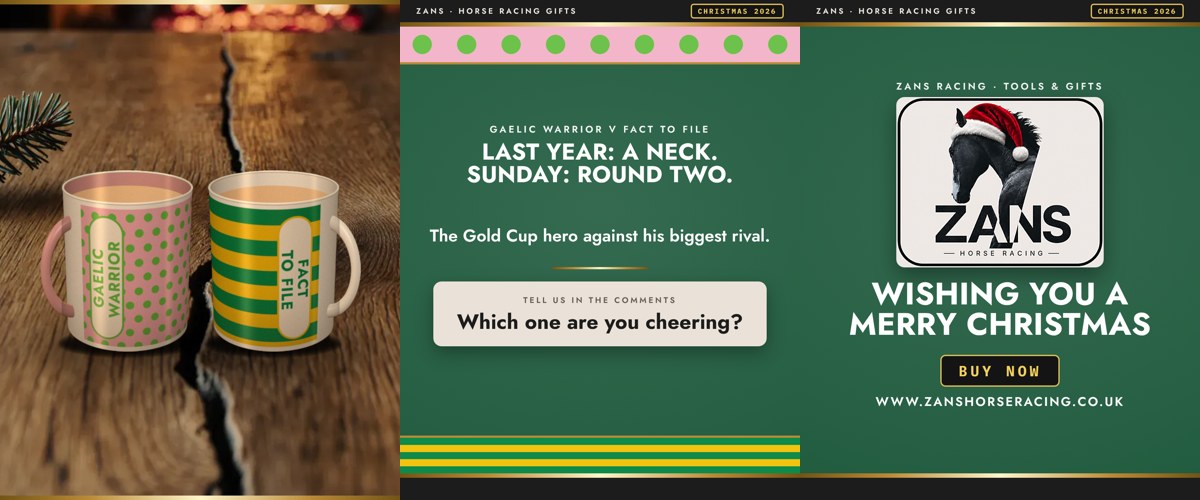 GAELIC
WARRIOR
FACT
TO FILE
ZANS · HORSE RACING GIFTS
CHRISTMAS 2026
GAELIC WARRIOR V FACT TO FILE
LAST YEAR: A NECK.
SUNDAY: ROUND TWO.
The Gold Cup hero against his biggest rival.
TELL US IN THE COMMENTS
Which one are you cheering?
ZANS · HORSE RACING GIFTS
CHRISTMAS 2026
ZANS RACING · TOOLS & GIFTS
ZANS
HORSE RACING
WISHING YOU A
MERRY CHRISTMAS
BUY NOW
WWW.ZANSHORSERACING.CO.UK